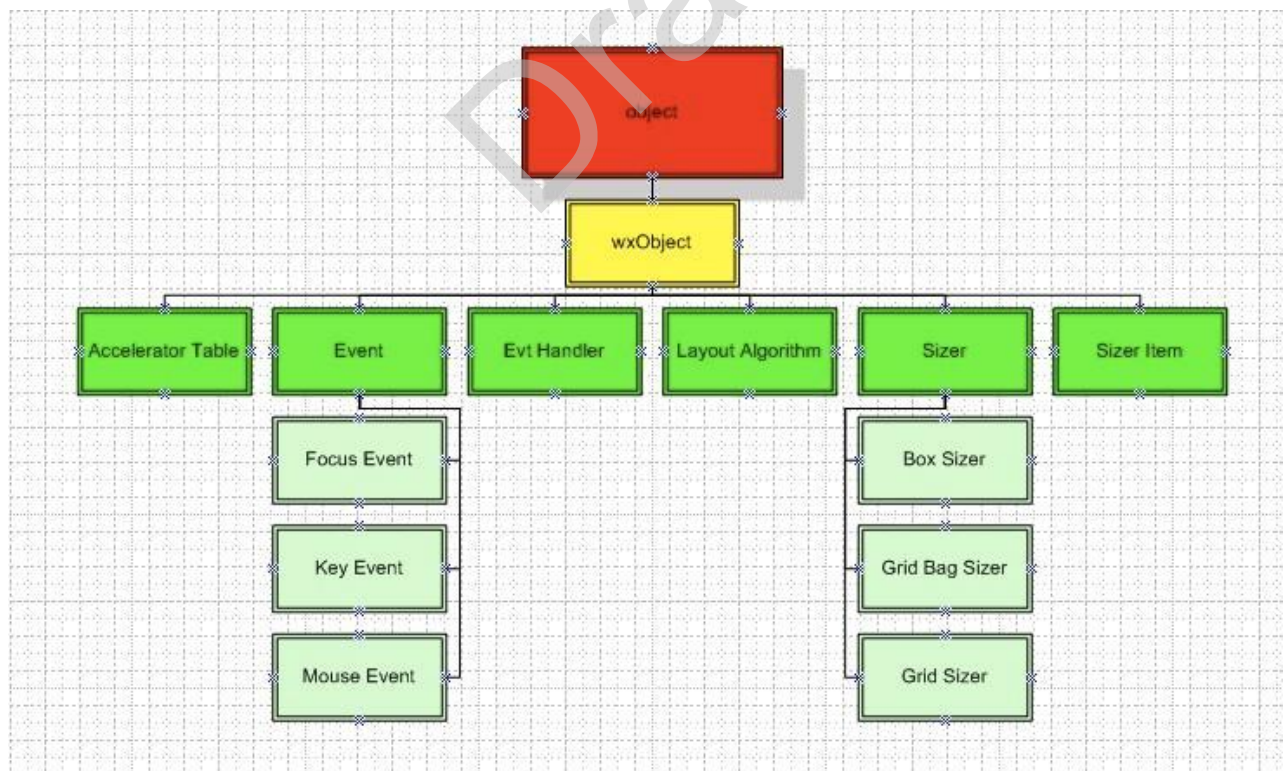 object
wxObject
Accelerator Table
Event
Evt Handler
Layout Algorithm
Sizer
Sizer Item
Focus Event
Box Sizer
Key Event
Grid Bag Sizer
Mouse Event
Grid Sizer